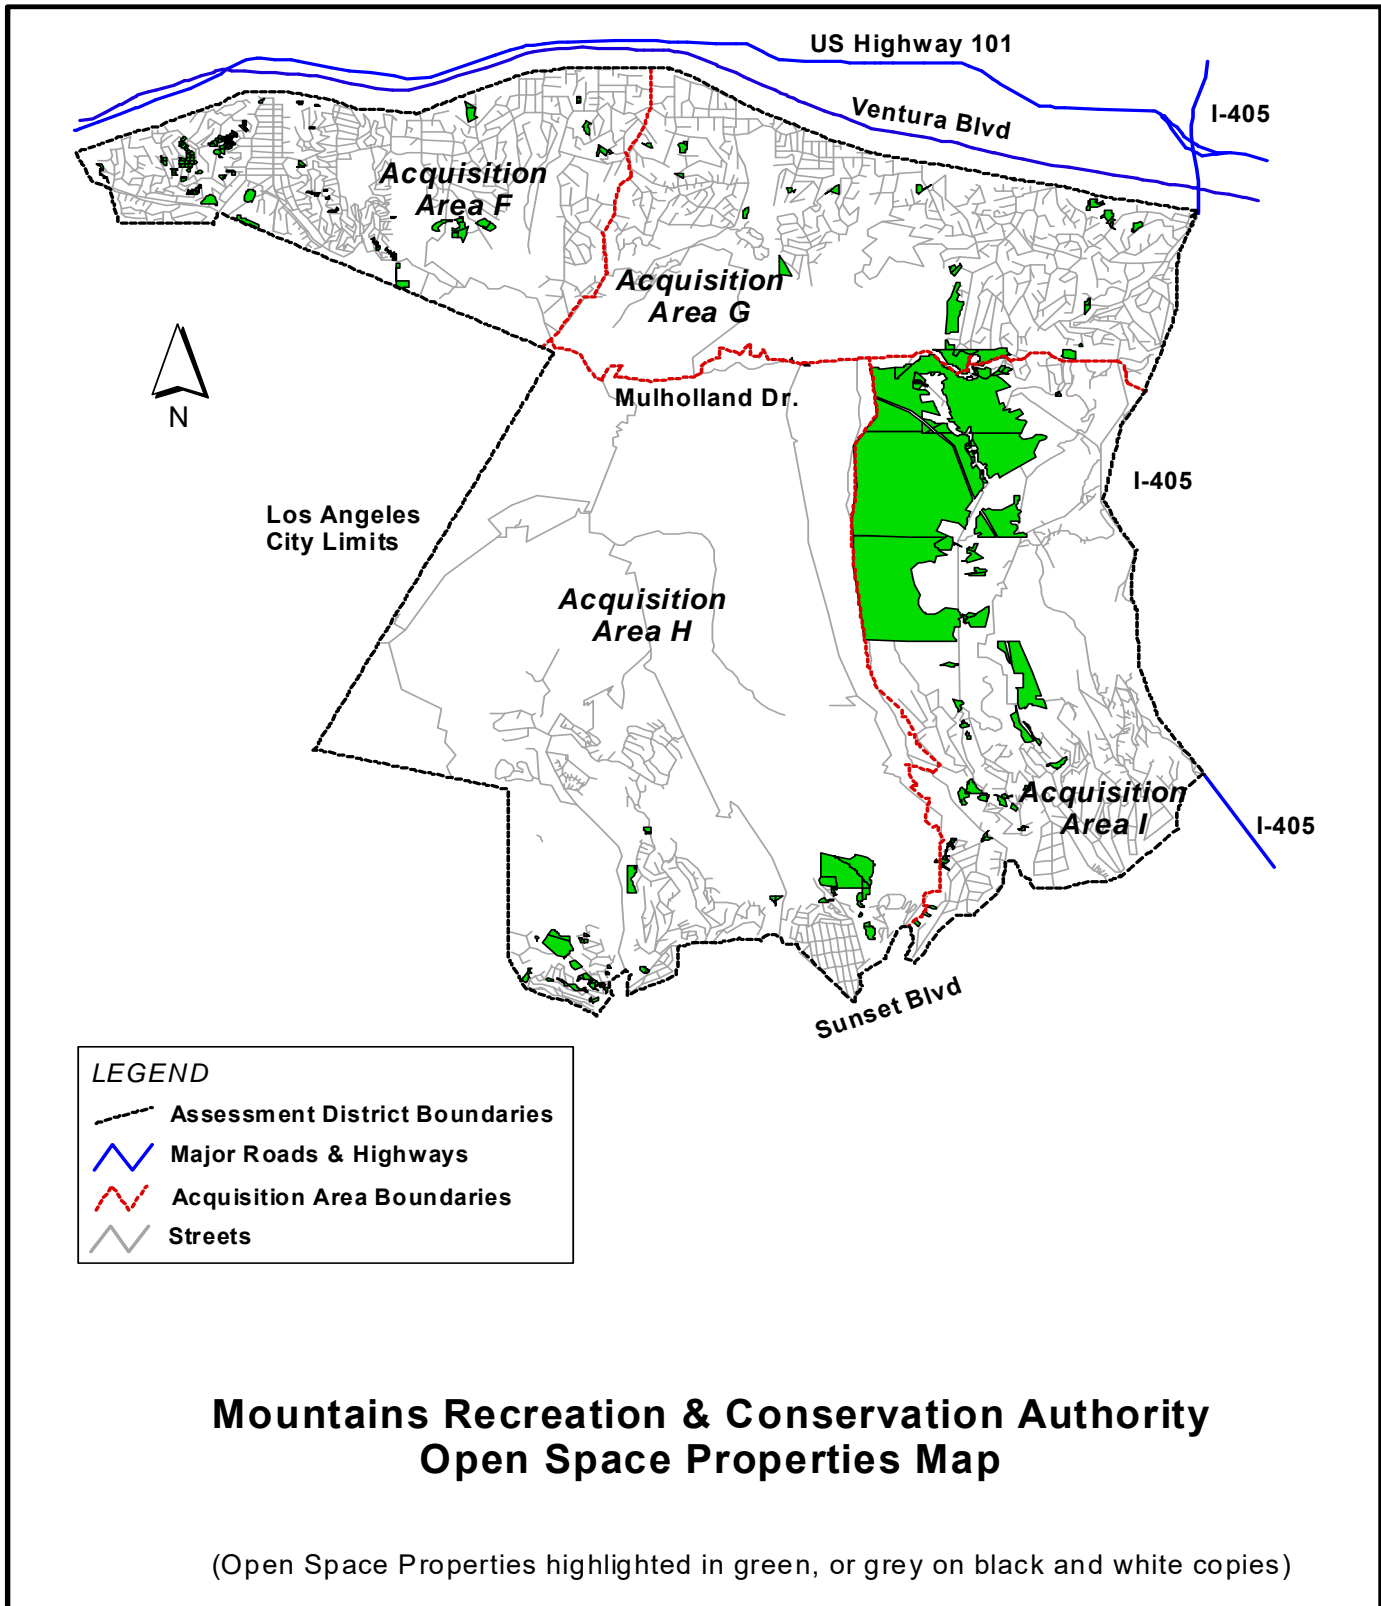 US Highway 101
Ventura Blvd
I-405
Acquisition
Area F
Acquisition
Area G
N
Mulholland Dr.
I-405
Los Angeles
City Limits
Acquisition
Area H
Acquisition
Area I
I-405
Sunset Blvd
LEGEND
Assessment District Boundaries
Major Roads & Highways
Acquisition Area Boundaries
Streets
Mountains Recreation & Conservation Authority
Open Space Properties Map
(Open Space Properties highlighted in green, or grey on black and white copies)